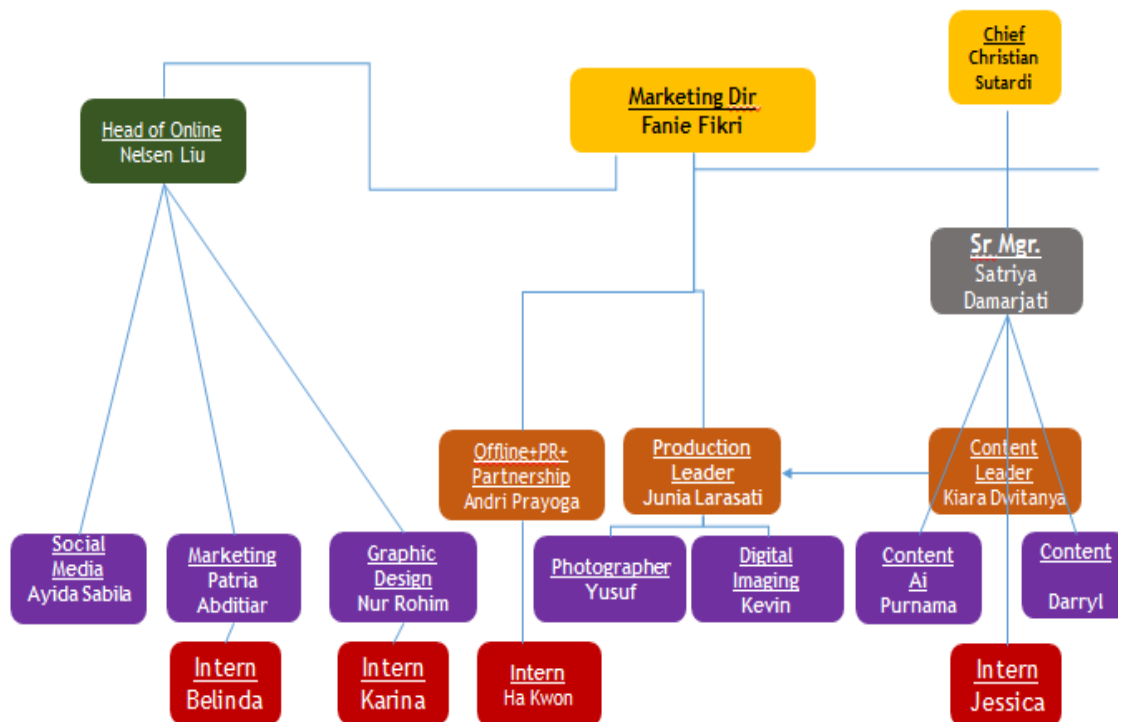 Chief
Christian
Sutardi
Marketing Dir
Fanie Fikri
Head of Online
Nelsen Liu
Sr Mgr.
Satriya
Damarjati
Offline+PR+
Partnership
Andri Prayoga
Production
Leader
Junia Larasati
Content
Leader
Kiara Dwitanya
Social
Media
Ayida Sabila
Marketing
Patria
Abditiar
Graphic
Design
Nur Rohim
Photographer
Yusuf
Digital
Imaging
Kevin
Content
Ai
Purnama
Content
Darryl
Intern
Belinda
Intern
Karina
Intern
Ha Kwon
Intern
Jessica